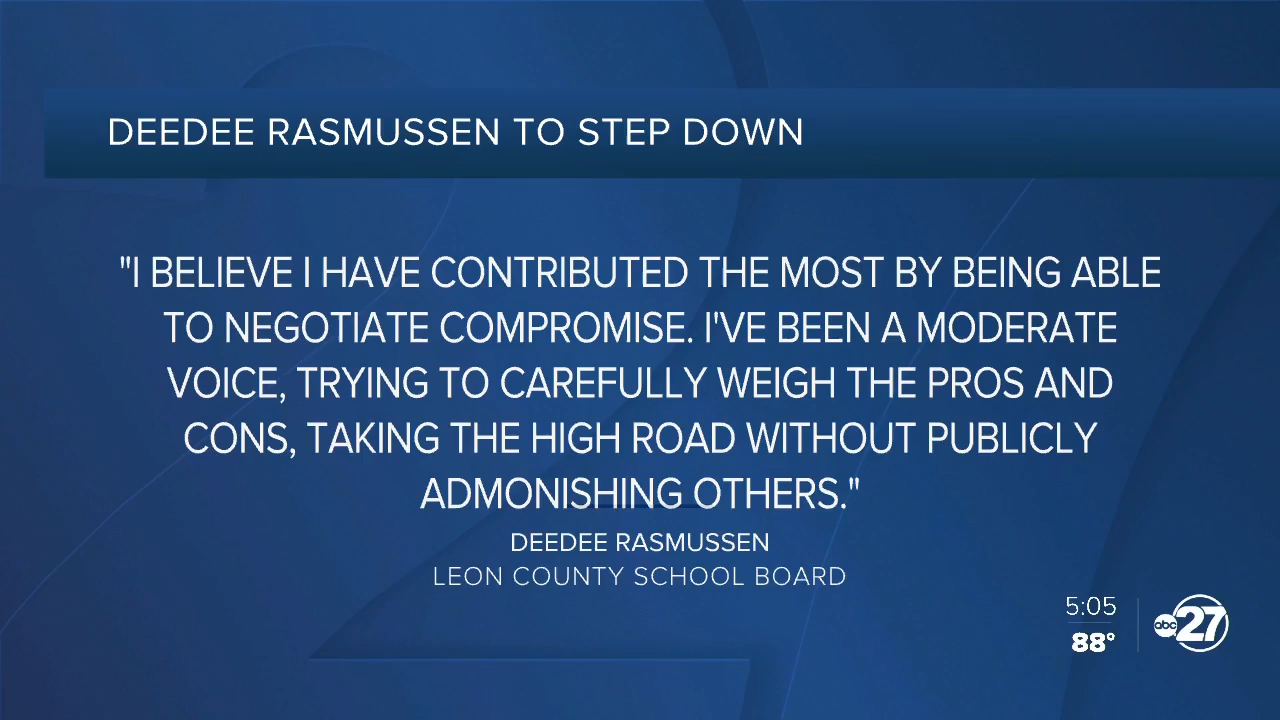 DEEDEE RASMUSSEN TO STEP DOWN
"I BELIEVE I HAVE CONTRIBUTED THE MOST BY BEING ABLE
TO NEGOTIATE COMPROMISE. I'VE BEEN A MODERATE
VOICE, TRYING TO CAREFULLY WEIGH THE PROS AND
CONS, TAKING THE HIGH ROAD WITHOUT PUBLICLY
ADMONISHING OTHERS."
DEEDEE RASMUSSEN
LEON COUNTY SCHOOL BOARD
5:05
88°
abc 27